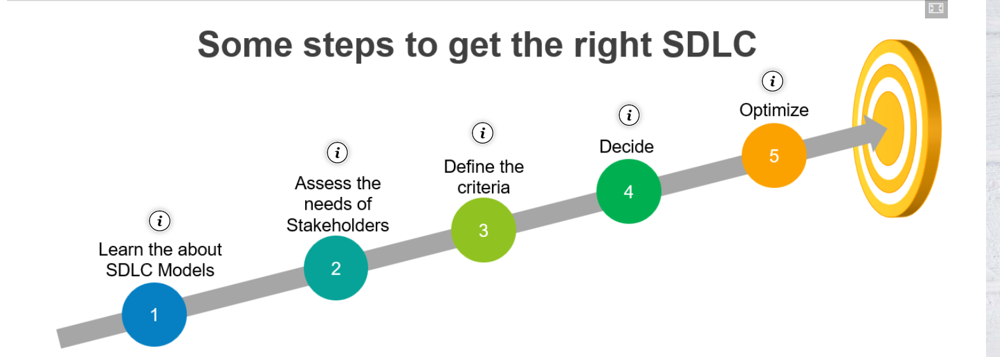 Some steps to get the right SDLC
i
Learn the about
SDLC Models
1
i
Assess the
needs of
Stakeholders
2
i
Define the
criteria
3
i
Decide
4
i
Optimize
5